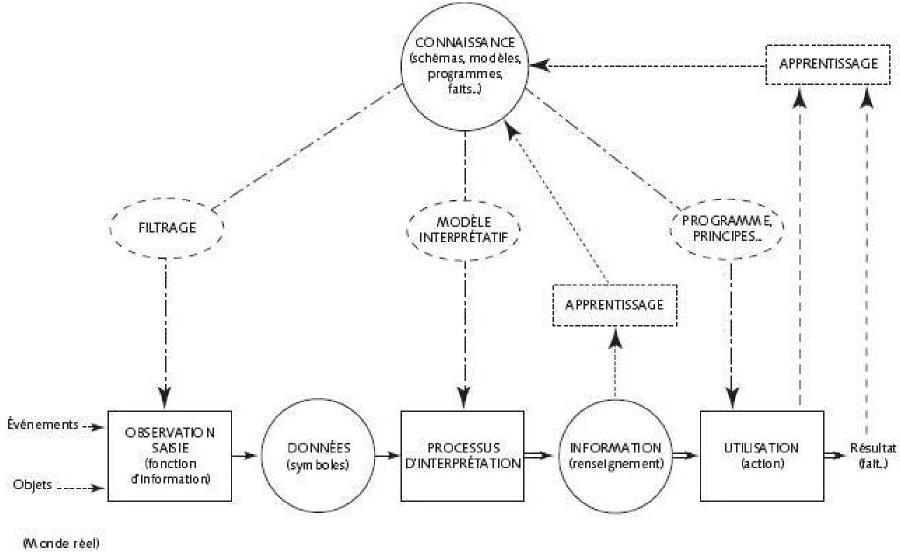 CONNAISSANCE
(schémas, modèles,
programmes,
faits...)
APPRENTISSAGE
FILTRAGE
MODÈLE
INTERPRÉTATIF
PROGRAMME,
PRINCIPES...
APPRENTISSAGE
Événements
Objets
OBSERVATION
SAISIE
(fonction
d'information)
DONNÉES
(symboles)
PROCESSUS
D'INTERPRÉTATION
INFORMATION
(renseignement)
UTILISATION
(action)
Résultat
(fait..)
(Monde réel)